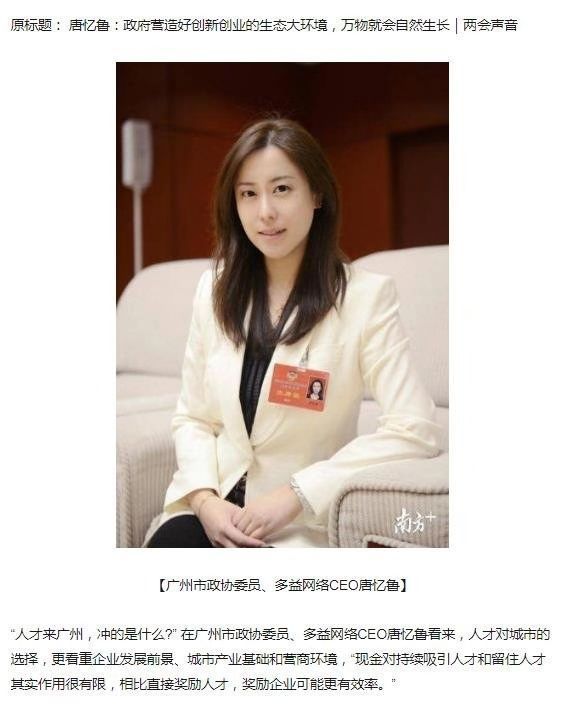 原标题： 唐忆鲁：政府营造好创新创业的生态大环境，万物就会自然生长｜两会声音
南方+
【广州市政协委员、多益网络CEO唐忆鲁】
“人才来广州，冲的是什么?” 在广州市政协委员、多益网络CEO唐忆鲁看来，人才对城市的
选择，更看重企业发展前景、城市产业基础和营商环境，“现金对持续吸引人才和留住人才
其实作用很有限，相比直接奖励人才，奖励企业可能更有效率。”